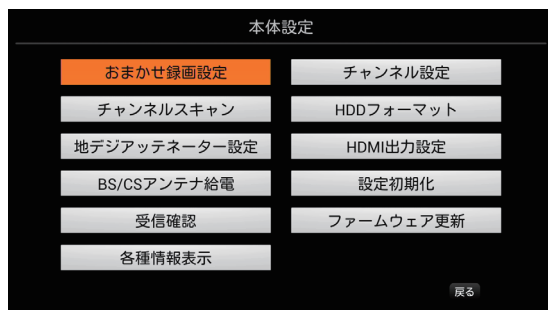 本体設定
おまかせ録画設定
チャンネル設定
チャンネルスキャン
HDDフォーマット
地デジアッテネーター設定
HDMI出力設定
BS/CSアンテナ給電
設定初期化
受信確認
ファームウェア更新
各種情報表示
戻る